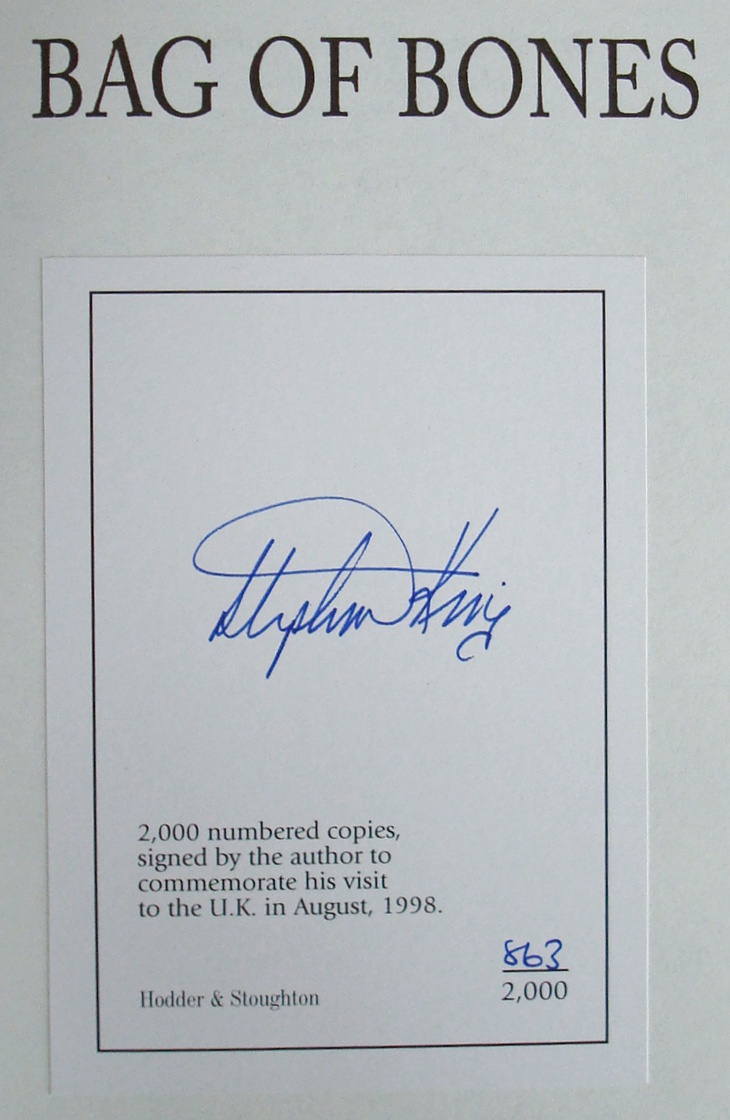 BAG OF BONES
Stephen King
2,000 numbered copies,
signed by the author to
commemorate his visit
to the U.K. in August, 1998.
863
2,000
Hodder & Stoughton